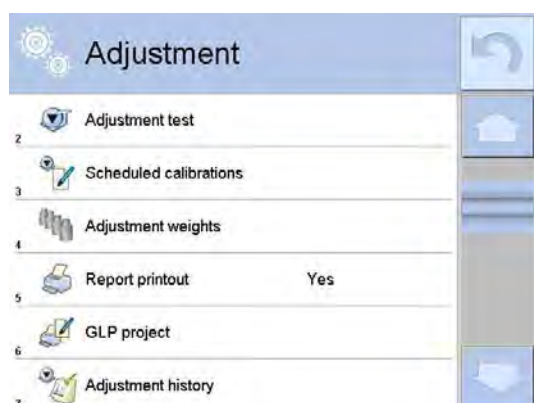 Adjustment
2 Adjustment test
3 Scheduled calibrations
4 Adjustment weights
5 Report printout Yes
6 GLP project
7 Adjustment history